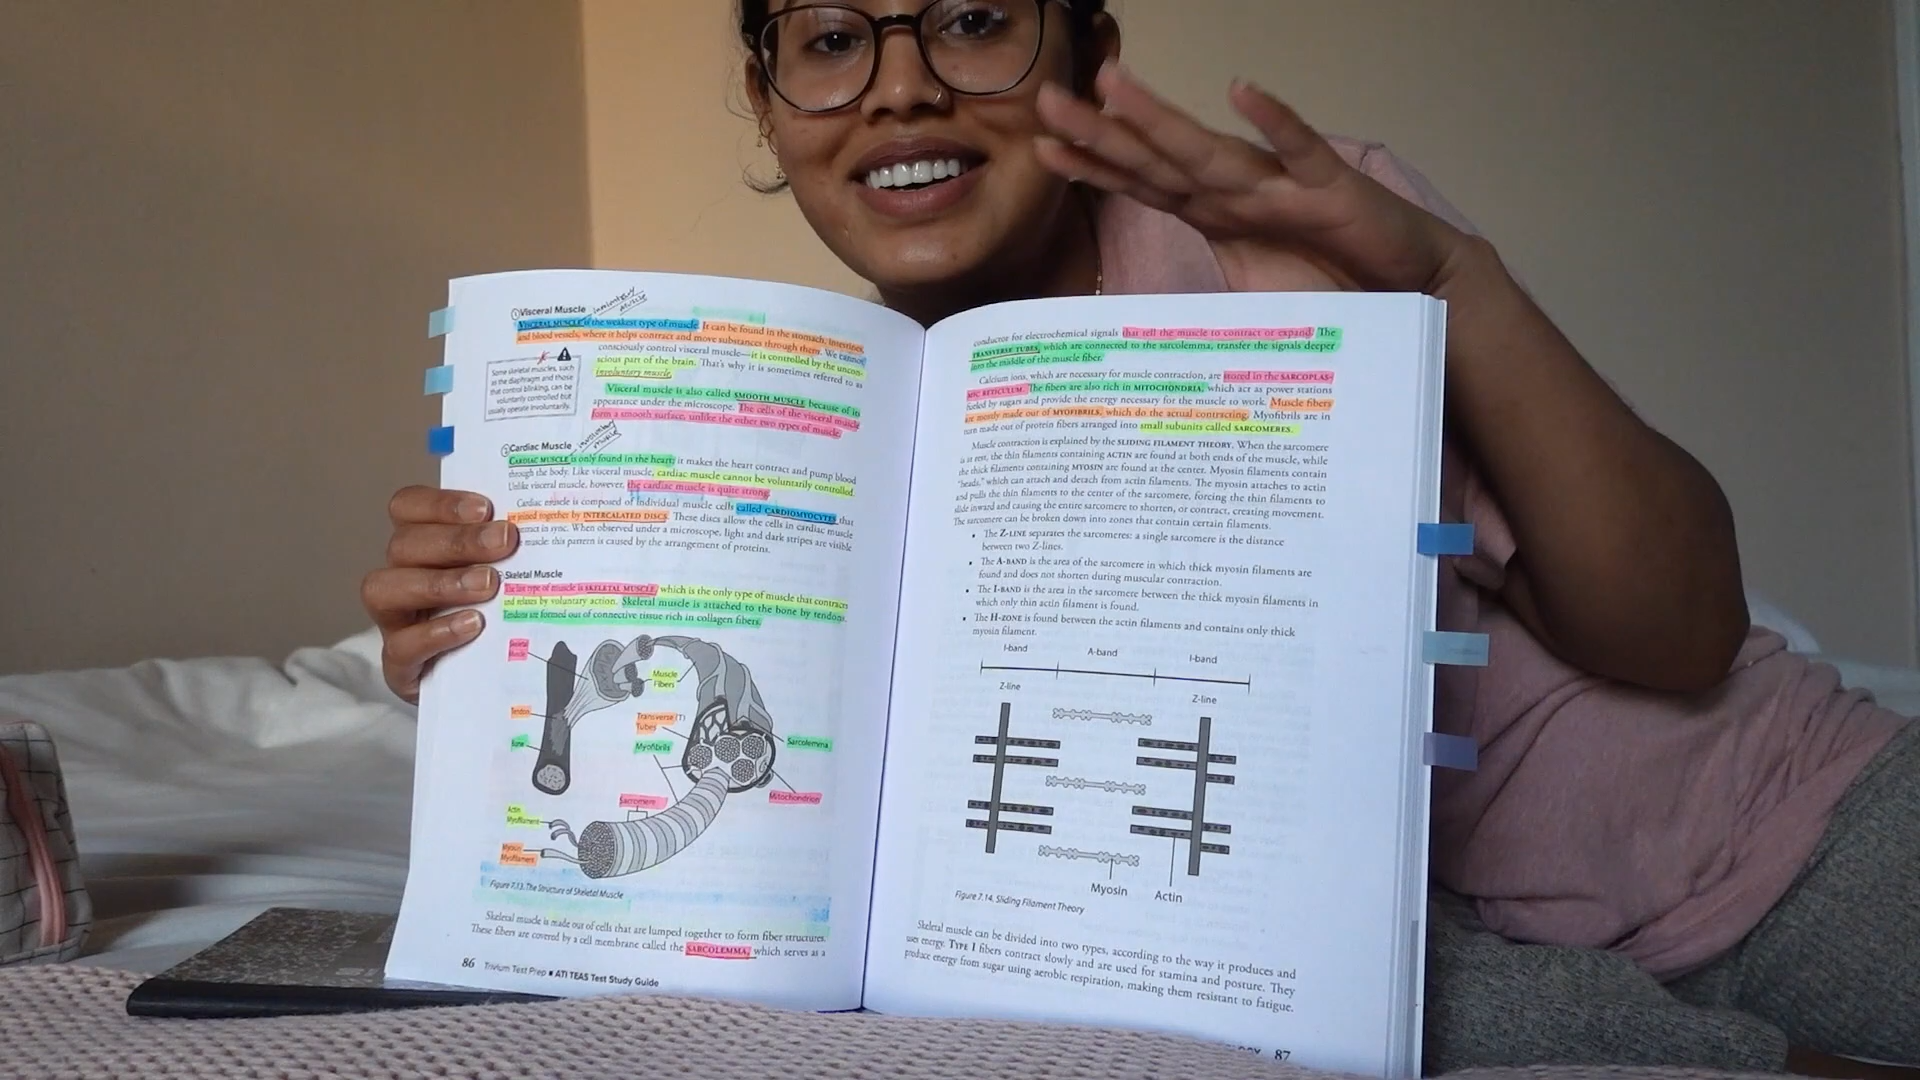 1 Visceral Muscle involuntary muscle
VISCERAL MUSCLE is the weakest type of muscle. It can be found in the stomach, intestines,
and blood vessels, where it helps contract and move substances through them. We cannot
consciously control visceral muscle—it is controlled by the uncon-
scious part of the brain. That's why it is sometimes referred to as
involuntary muscle.
Some skeletal muscles, such
as the diaphragm and those
that control blinking, can be
voluntarily controlled but
usually operate involuntarily.
Visceral muscle is also called SMOOTH MUSCLE because of its
appearance under the microscope. The cells of the visceral muscle
form a smooth surface, unlike the other two types of muscle.
Cardiac Muscle involuntary muscle
CARDIAC MUSCLE is only found in the heart; it makes the heart contract and pump blood
through the body. Like visceral muscle, cardiac muscle cannot be voluntarily controlled.
Unlike visceral muscle, however, the cardiac muscle is quite strong.
Cardiac muscle is composed of individual muscle cells called CARDIOMYOCYTES that
joined together by INTERCALATED DISCS. These discs allow the cells in cardiac muscle
in sync. When observed under a microscope, light and dark stripes are visible
muscle: this pattern is caused by the arrangement of proteins.
Skeletal Muscle
The last type of muscle is SKELETAL MUSCLE, which is the only type of muscle that contracts
and relaxes by voluntary action. Skeletal muscle is attached to the bone by tendons.
Tendons are formed out of connective tissue rich in collagen fibers.
Skeletal
Muscle
Muscle
Fibers
Tendon
Transverse (T)
Tubes
Bone
Myofibrils
Sarcolemma
Sarcomere
Mitochondrion
Actin
Myofilament
Myosin
Myofilament
Figure 7.13. The Structure of Skeletal Muscle
Skeletal muscle is made out of cells that are lumped together to form fiber structures.
These fibers are covered by a cell membrane called the SARCOLEMMA, which serves as a
86 Trivium Test Prep ■ ATI TEAS Test Study Guide
conductor for electrochemical signals that tell the muscle to contract or expand. The
TRANSVERSE TUBES, which are connected to the sarcolemma, transfer the signals deeper
into the middle of the muscle fiber.
Calcium ions, which are necessary for muscle contraction, are stored in the SARCOPLAS-
MIC RETICULUM. The fibers are also rich in MITOCHONDRIA, which act as power stations
fueled by sugars and provide the energy necessary for the muscle to work. Muscle fibers
are mostly made out of MYOFIBRILS, which do the actual contracting. Myofibrils are in
turn made out of protein fibers arranged into small subunits called SARCOMERES.
Muscle contraction is explained by the SLIDING FILAMENT THEORY. When the sarcomere
is at rest, the thin filaments containing ACTIN are found at both ends of the muscle, while
the thick filaments containing MYOSIN are found at the center. Myosin filaments contain
"heads," which can attach and detach from actin filaments. The myosin attaches to actin
and pulls the thin filaments to the center of the sarcomere, forcing the thin filaments to
slide inward and causing the entire sarcomere to shorten, or contract, creating movement.
The sarcomere can be broken down into zones that contain certain filaments.
• The Z-LINE separates the sarcomeres: a single sarcomere is the distance
between two Z-lines.
• The A-BAND is the area of the sarcomere in which thick myosin filaments are
found and does not shorten during muscular contraction.
• The I-BAND is the area in the sarcomere between the thick myosin filaments in
which only thin actin filament is found.
• The H-ZONE is found between the actin filaments and contains only thick
myosin filament.
I-band A-band I-band
Z-line Z-line
Myosin Actin
Figure 7.14. Sliding Filament Theory
Skeletal muscle can be divided into two types, according to the way it produces and
uses energy. TYPE I fibers contract slowly and are used for stamina and posture. They
produce energy from sugar using aerobic respiration, making them resistant to fatigue.
87